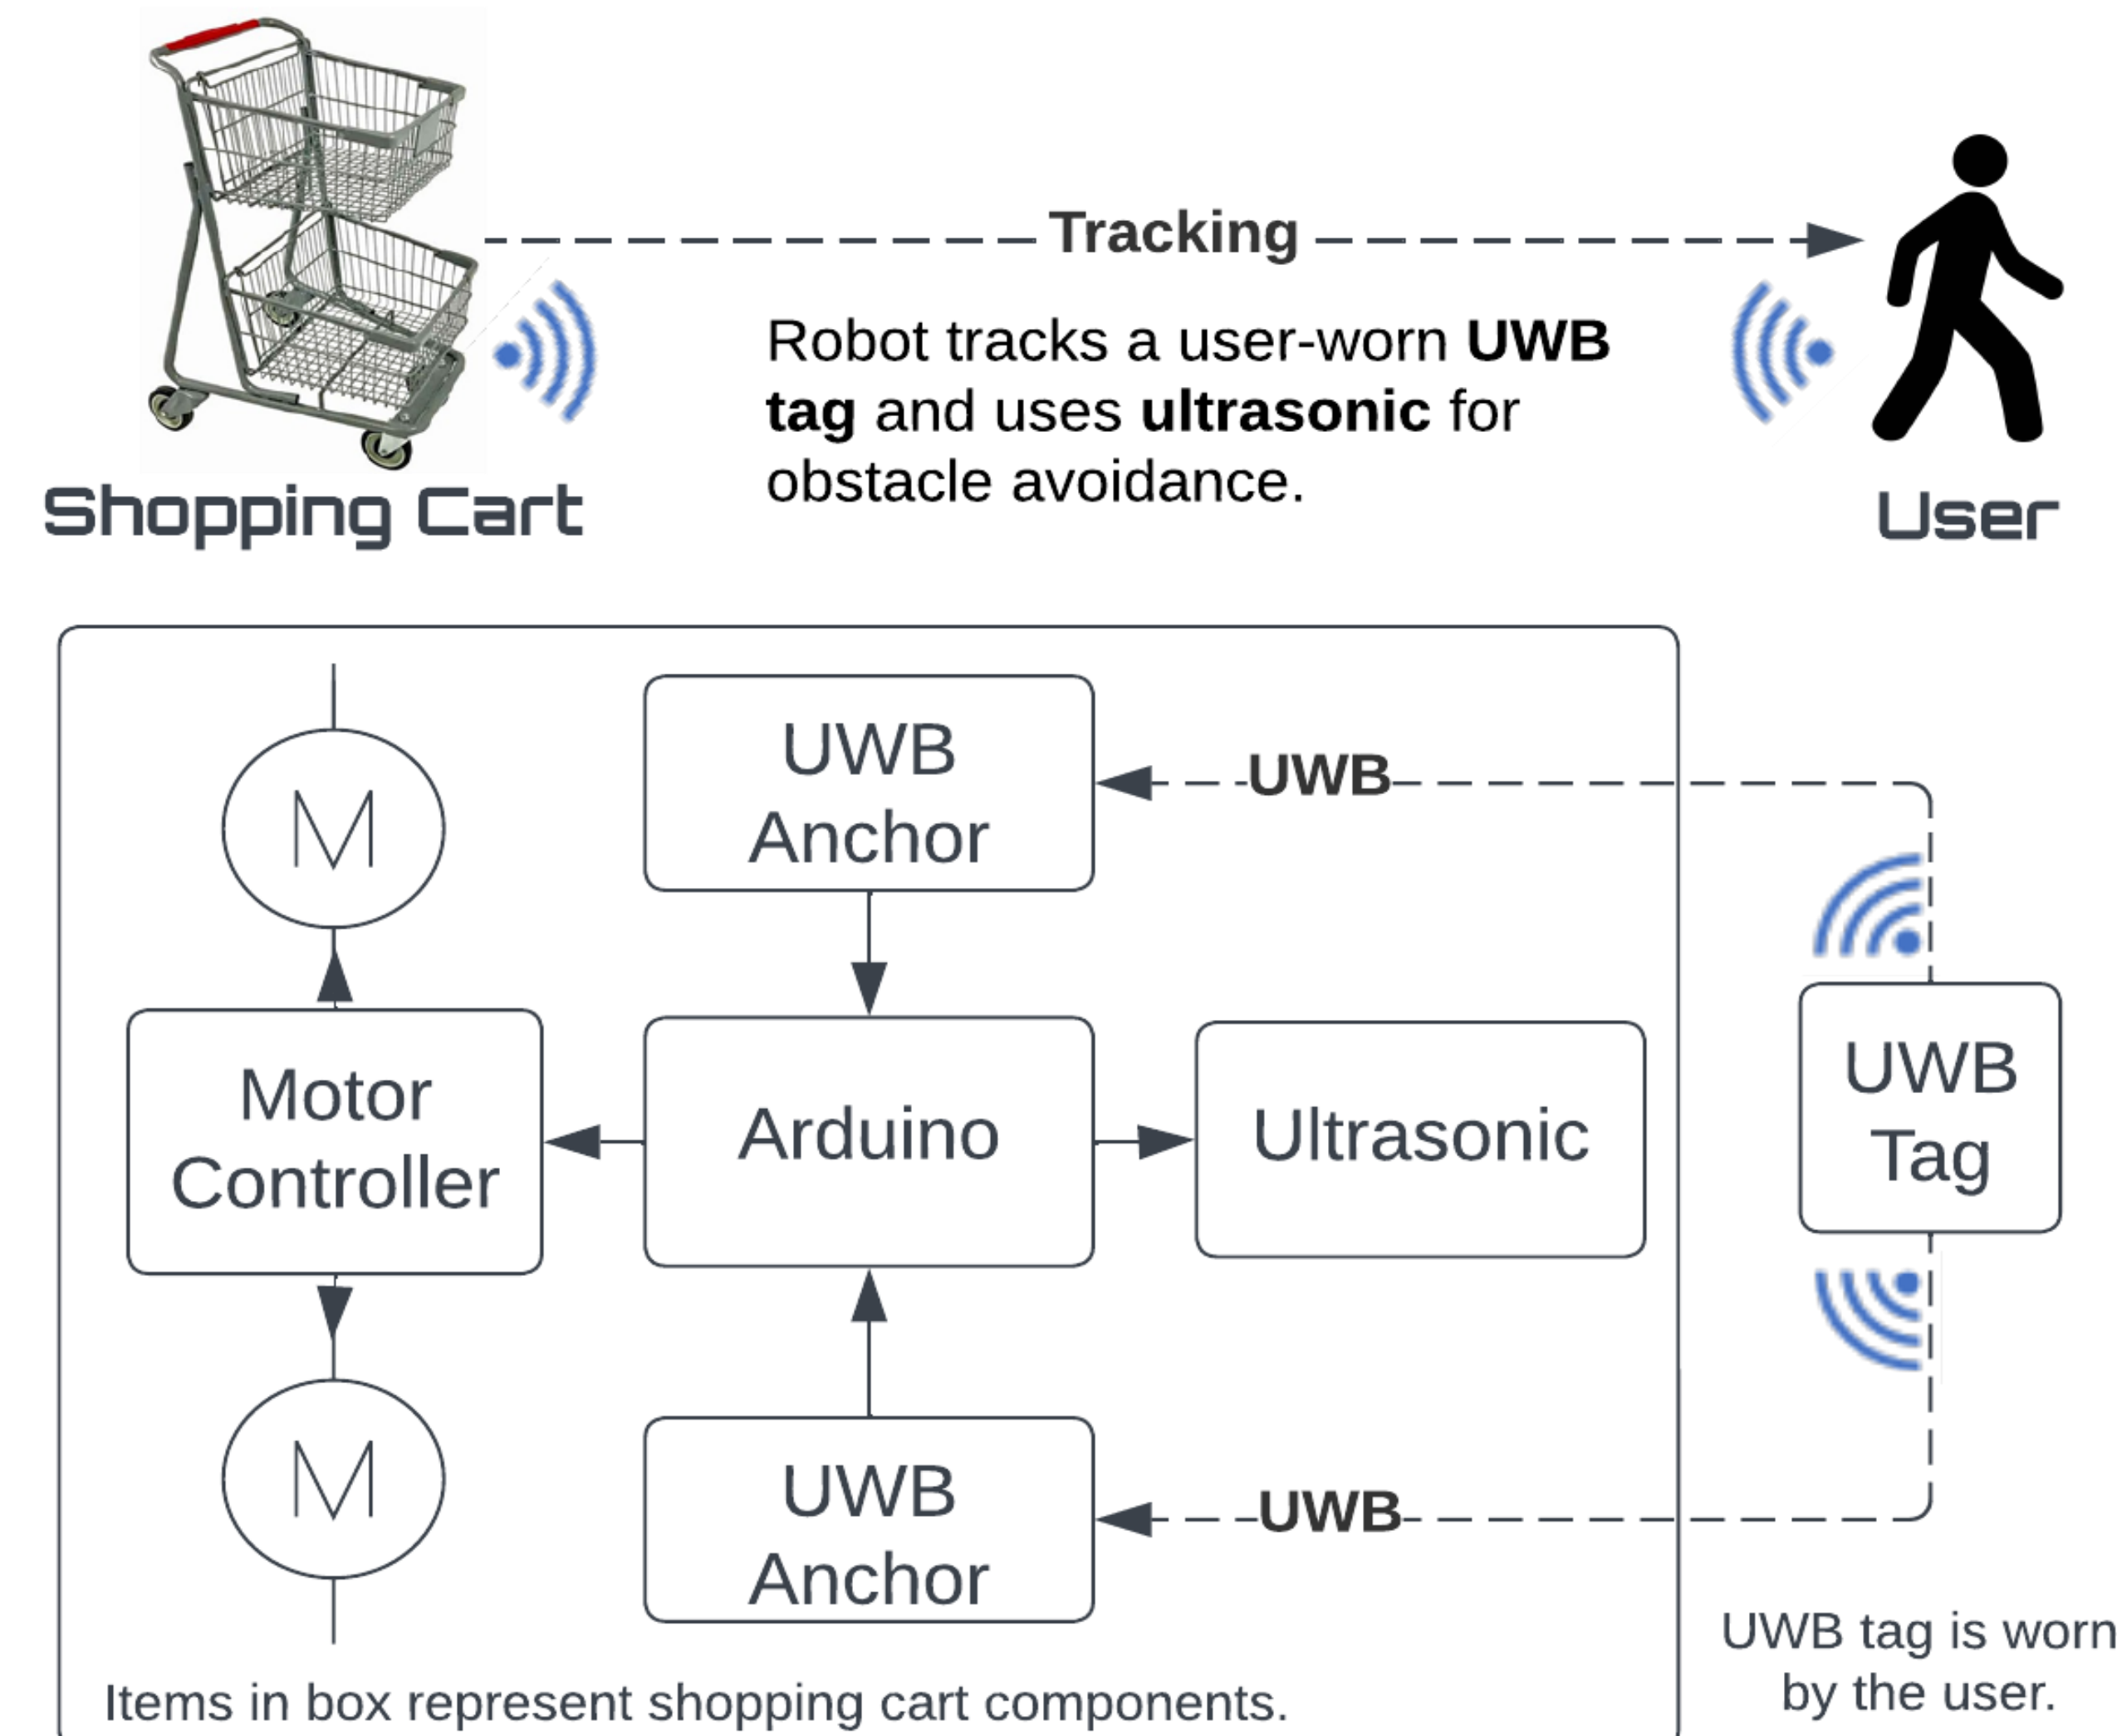 Tracking
Robot tracks a user-worn UWB
tag and uses ultrasonic for
obstacle avoidance.
Shopping Cart
User
M
UWB
Anchor
UWB
Motor
Controller
Arduino
Ultrasonic
UWB
Tag
M
UWB
Anchor
UWB
UWB tag is worn
by the user.
Items in box represent shopping cart components.